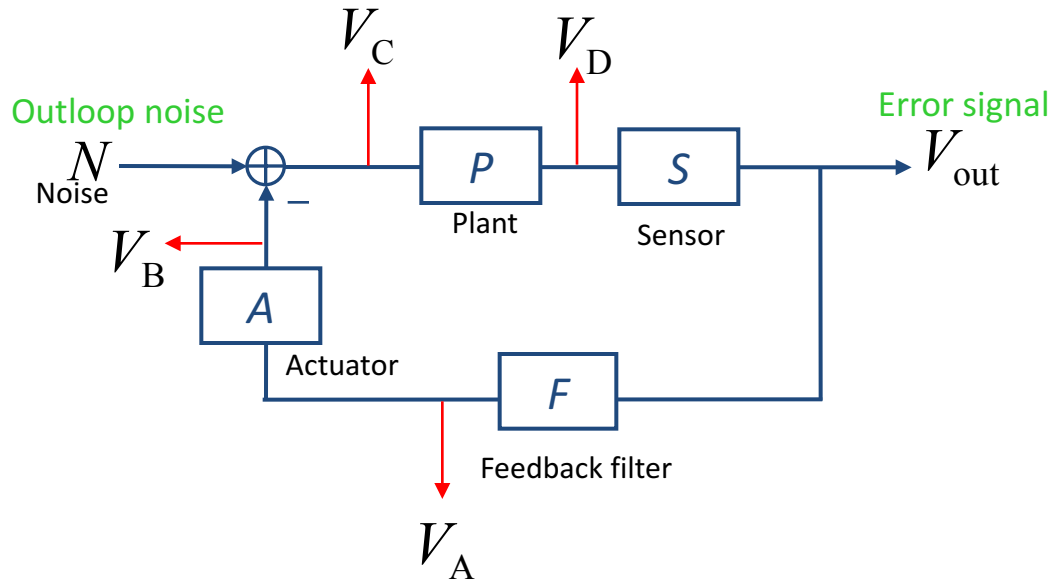 V_C
V_D
Outloop noise
Error signal
N
P
S
V_out
Noise
Plant
Sensor
−
V_B
A
Actuator
F
Feedback filter
V_A